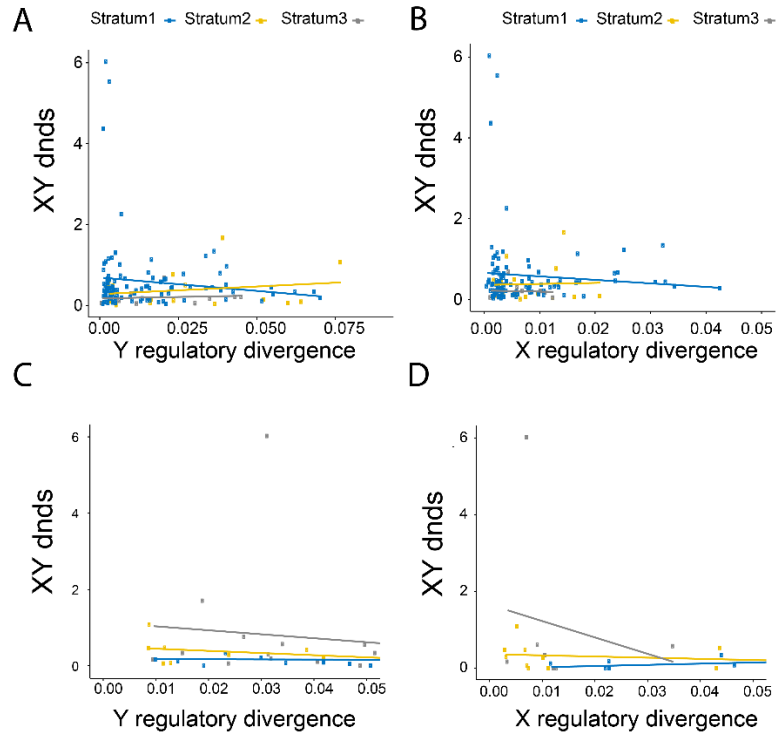 A
Stratum1 Stratum2 Stratum3
B
Stratum1 Stratum2 Stratum3
XY dnds
6
4
2
0
0.000 0.025 0.050 0.075
Y regulatory divergence
XY dnds
6
4
2
0
0.00 0.01 0.02 0.03 0.04 0.05
X regulatory divergence
C
XY dnds
6
4
2
0
0.00 0.01 0.02 0.03 0.04 0.05
Y regulatory divergence
D
XY dnds
6
4
2
0
0.00 0.01 0.02 0.03 0.04 0.05
X regulatory divergence